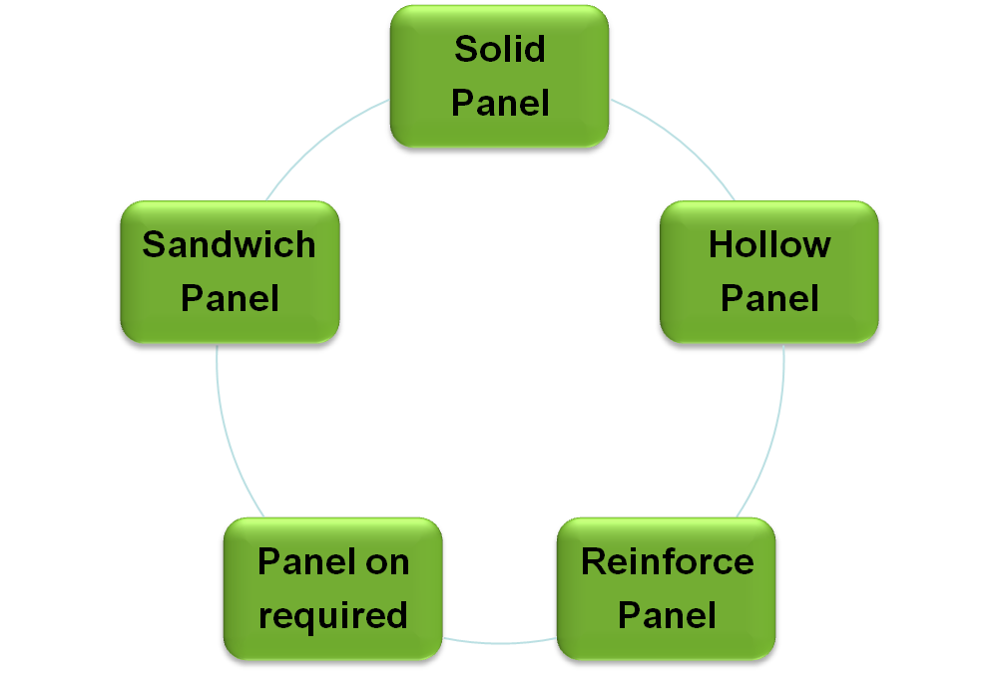 Solid
Panel
Hollow
Panel
Reinforce
Panel
Panel on
required
Sandwich
Panel